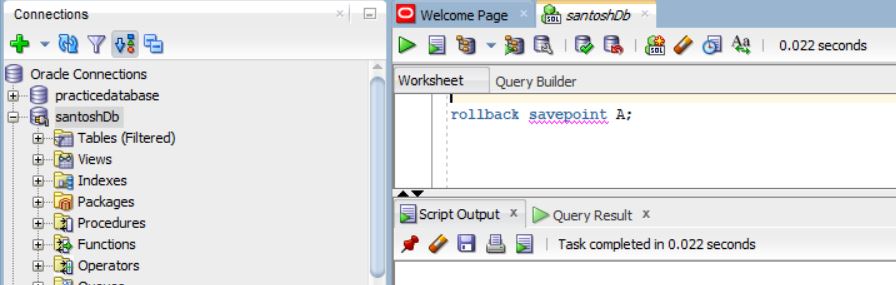 Connections
Oracle Connections
practicedatabase
santoshDb
Tables (Filtered)
Views
Indexes
Packages
Procedures
Functions
Operators
Welcome Page
santoshDb
0.022 seconds
Worksheet
Query Builder
rollback savepoint A;
Script Output
Query Result
Task completed in 0.022 seconds